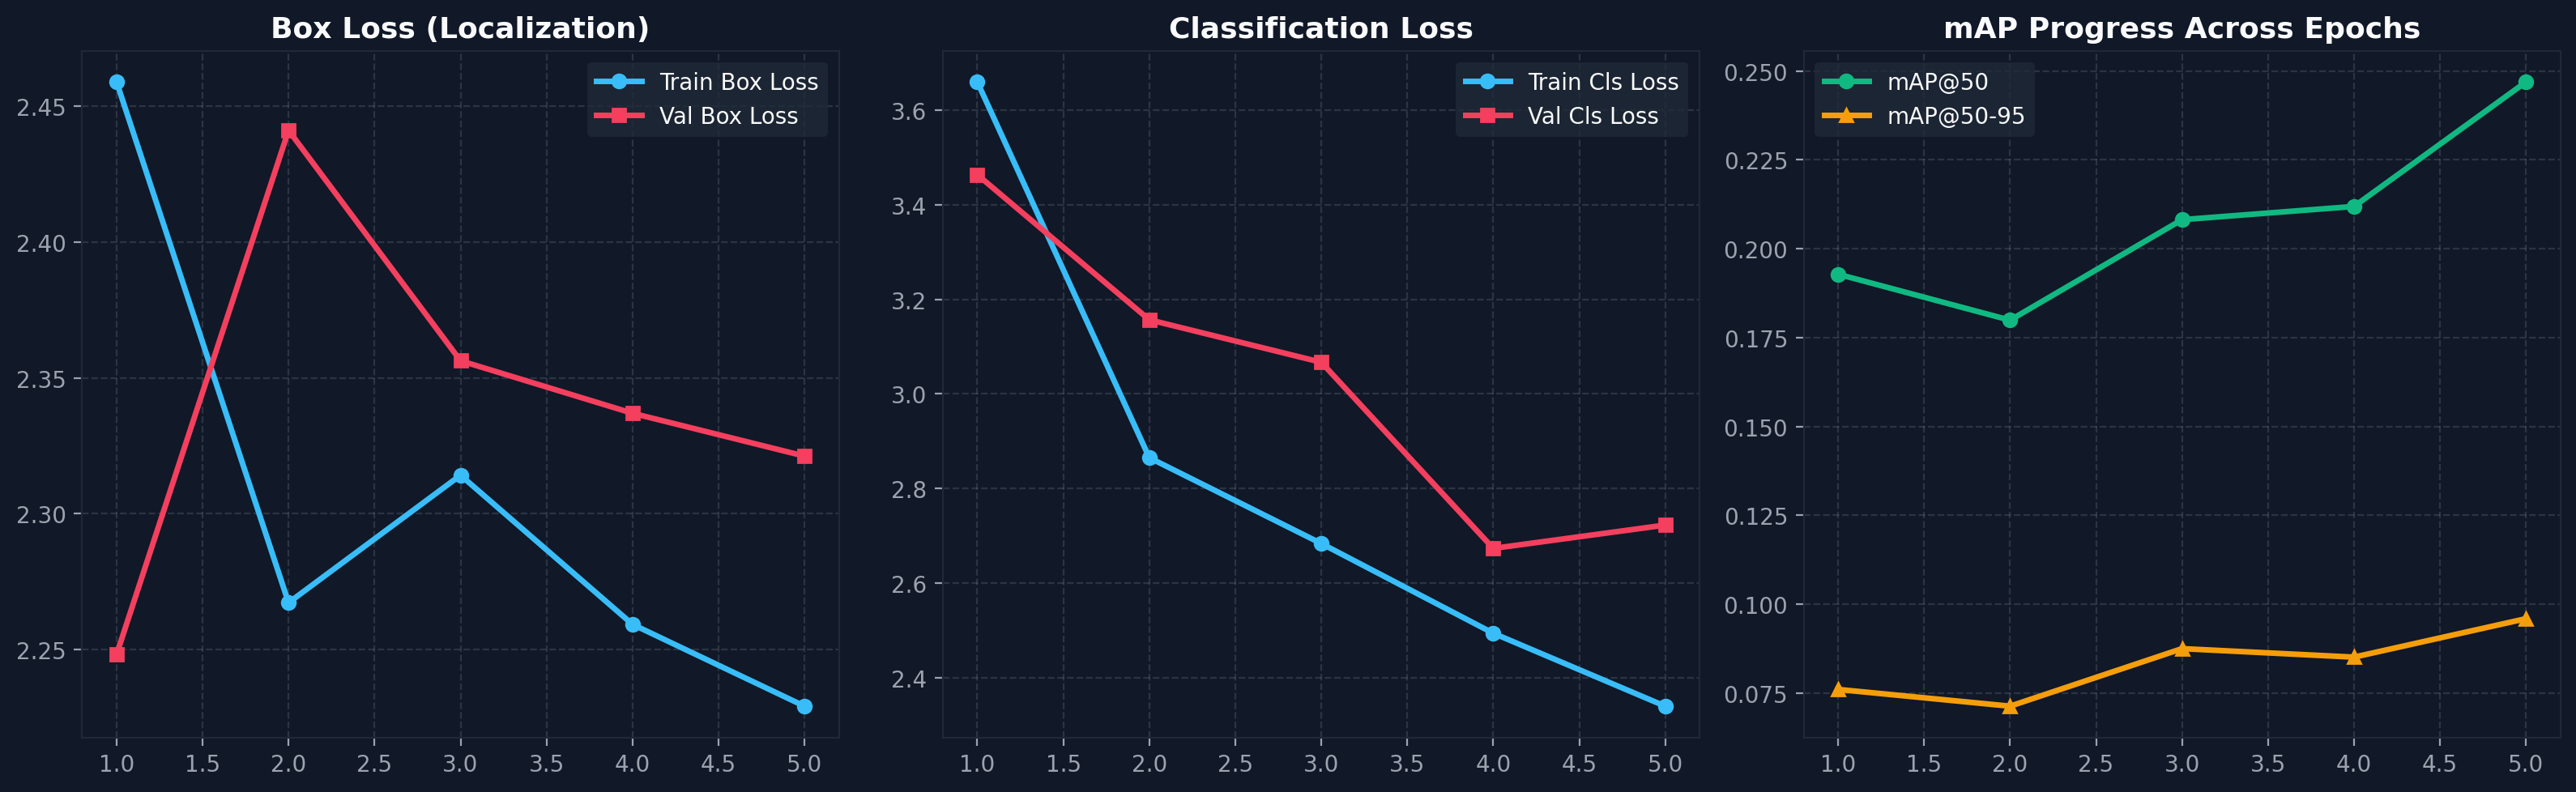 Box Loss (Localization)
Train Box Loss
Val Box Loss
2.45
2.40
2.35
2.30
2.25
1.0 1.5 2.0 2.5 3.0 3.5 4.0 4.5 5.0
Classification Loss
Train Cls Loss
Val Cls Loss
3.6
3.4
3.2
3.0
2.8
2.6
2.4
1.0 1.5 2.0 2.5 3.0 3.5 4.0 4.5 5.0
mAP Progress Across Epochs
mAP@50
mAP@50-95
0.250
0.225
0.200
0.175
0.150
0.125
0.100
0.075
1.0 1.5 2.0 2.5 3.0 3.5 4.0 4.5 5.0